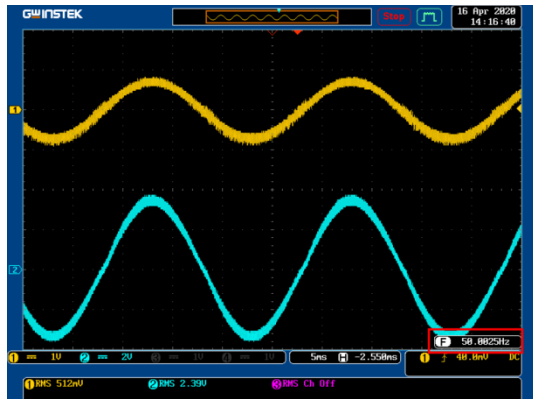 GWINSTEK
Stop
16 Apr 2020
14:16:40
1
2
F 50.0025Hz
1 1V 2 2V 3 1V 4 1V 5ms H -2.550ms 1 40.0mV DC
1 RMS 512mV 2 RMS 2.39V 3 RMS Ch Off